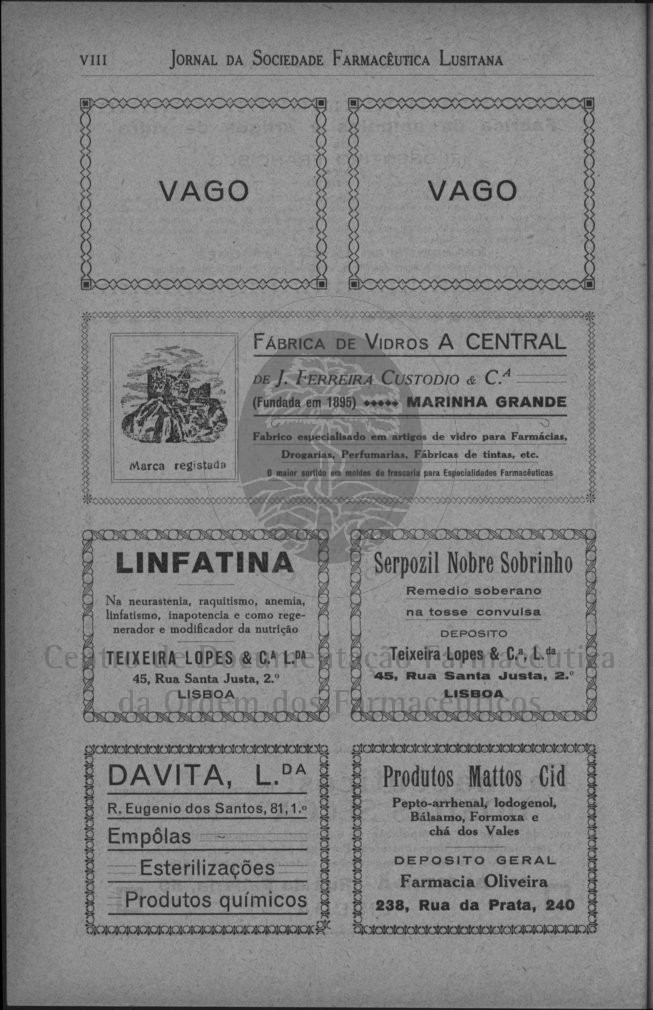 VIII JORNAL DA SOCIEDADE FARMACÊUTICA LUSITANA
VAGO
VAGO
FÁBRICA DE VIDROS A CENTRAL
DE J. FERREIRA CUSTODIO & C.A
(Fundada em 1895) MARINHA GRANDE
Fabrico especialisado em artigos de vidro para Farmácias,
Drogarias, Perfumarias, Fábricas de tintas, etc.
O maior sortido em moldes de frascaria para Especialidades Farmacêuticas
Marca registada
LINFATINA
Na neurastenia, raquitismo, anemia,
linfatismo, inapotencia e como rege-
nerador e modificador da nutrição
TEIXEIRA LOPES & C.A L.DA
45, Rua Santa Justa, 2.º
LISBOA
Serpozil Nobre Sobrinho
Remedio soberano
na tosse convulsa
DEPOSITO
Teixeira Lopes & C.ª, L.da
45, Rua Santa Justa, 2.º
LISBOA
Centro de Documentação Farmacêutica
da Ordem dos Farmacêuticos
DAVITA, L.DA
R. Eugenio dos Santos, 81, 1.º
Empôlas
Esterilizações
Produtos químicos
Produtos Mattos Cid
Pepto-arrhenal, Iodogenol,
Bálsamo, Formoxa e
chá dos Vales
DEPOSITO GERAL
Farmacia Oliveira
238, Rua da Prata, 240